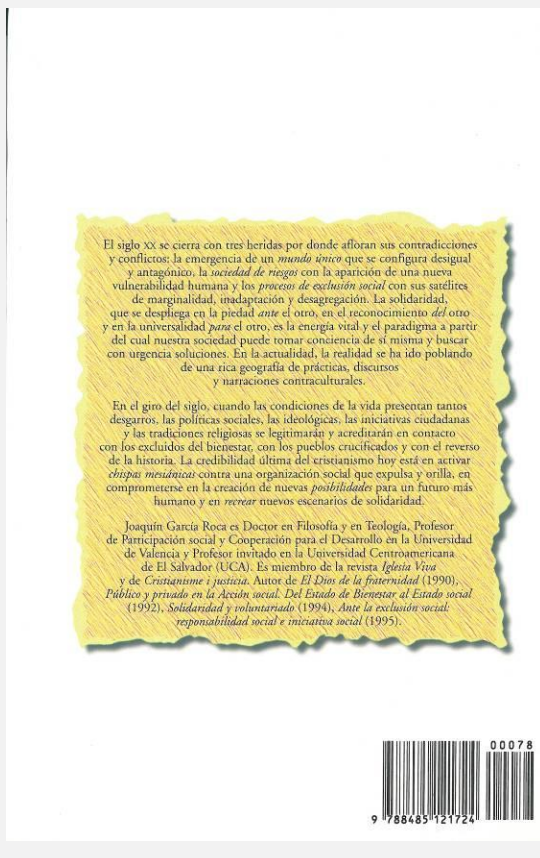 El siglo XX se cierra con tres heridas por donde afloran sus contradicciones
y conflictos: la emergencia de un mundo único que se configura desigual
y antagónico, la sociedad de riesgos con la aparición de una nueva
vulnerabilidad humana y los procesos de exclusión social con sus satélites
de marginalidad, inadaptación y desagregación. La solidaridad,
que se despliega en la piedad ante el otro, en el reconocimiento del otro
y en la universalidad para el otro, es la energía vital y el paradigma a partir
del cual nuestra sociedad puede tomar conciencia de sí misma y buscar
con urgencia soluciones. En la actualidad, la realidad se ha ido poblando
de una rica geografía de prácticas, discursos
y narraciones contraculturales.
En el giro del siglo, cuando las condiciones de la vida presentan tantos
desgarros, las políticas sociales, las ideológicas, las iniciativas ciudadanas
y las tradiciones religiosas se legitimarán y acreditarán en contacto
con los excluidos del bienestar, con los pueblos crucificados y con el reverso
de la historia. La credibilidad última del cristianismo hoy está en activar
chispas mesiánicas contra una organización social que expulsa y orilla, en
comprometerse en la creación de nuevas posibilidades para un futuro más
humano y en recrear nuevos escenarios de solidaridad.
Joaquín García Roca es Doctor en Filosofía y en Teología, Profesor
de Participación social y Cooperación para el Desarrollo en la Universidad
de Valencia y Profesor invitado en la Universidad Centroamericana
de El Salvador (UCA). Es miembro de la revista Iglesia Viva
y de Cristianisme i justícia. Autor de El Dios de la fraternidad (1990),
Público y privado en la Acción social. Del Estado de Bienestar al Estado social
(1992), Solidaridad y voluntariado (1994), Ante la exclusión social:
responsabilidad social e iniciativa social (1995).
00078
9 788485 121724